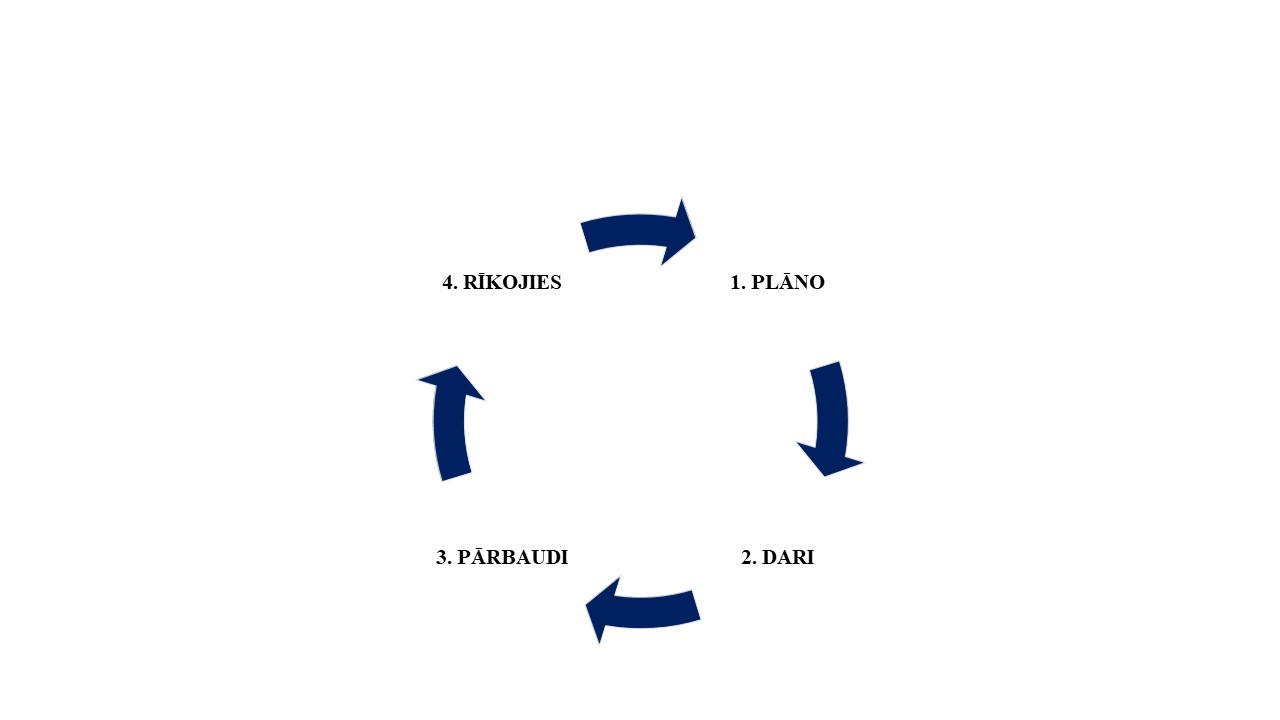 4. RĪKOJIES
1. PLĀNO
3. PĀRBAUDI
2. DARI